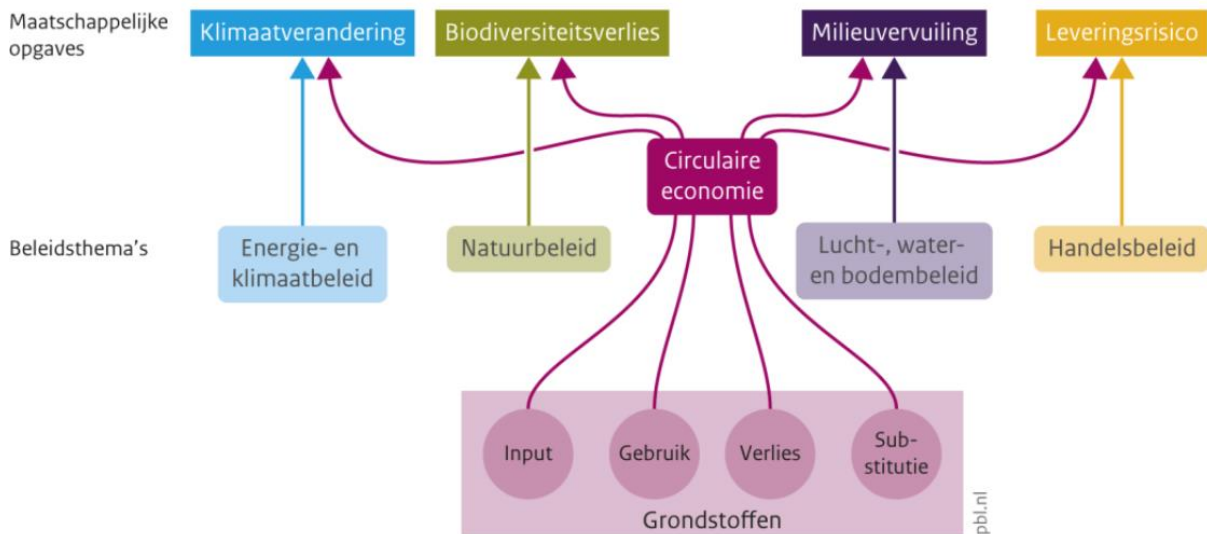 Maatschappelijke
opgaves
Klimaatverandering
Biodiversiteitsverlies
Milieuvervuiling
Leveringsrisico
Circulaire
economie
Beleidsthema's
Energie- en
klimaatbeleid
Natuurbeleid
Lucht-, water-
en bodembeleid
Handelsbeleid
Input
Gebruik
Verlies
Sub-
stitutie
Grondstoffen
pbl.nl